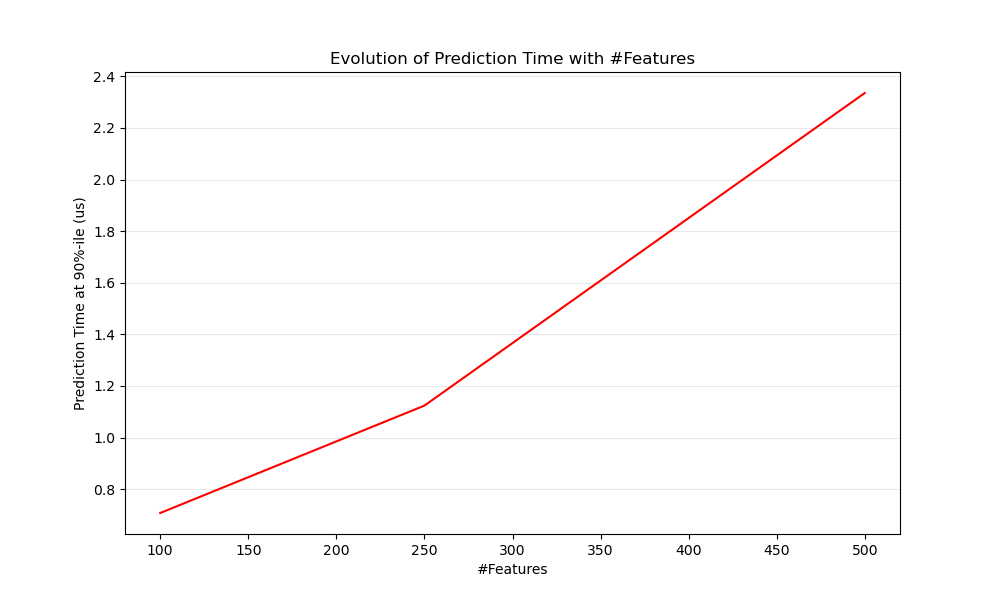 Evolution of Prediction Time with #Features
Prediction Time at 90%-ile (us)
2.4
2.2
2.0
1.8
1.6
1.4
1.2
1.0
0.8
100 150 200 250 300 350 400 450 500
#Features